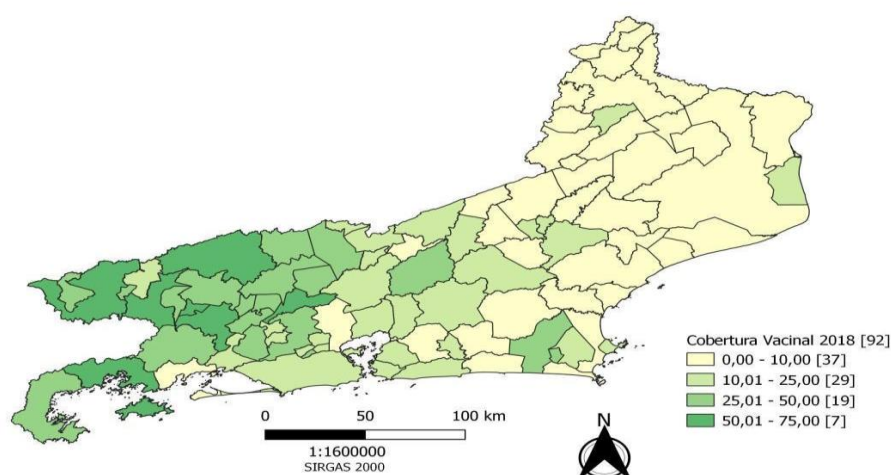 Cobertura Vacinal 2018 [92]
0,00 - 10,00 [37]
10,01 - 25,00 [29]
25,01 - 50,00 [19]
50,01 - 75,00 [7]
0 50 100 km
1:1600000
SIRGAS 2000
N